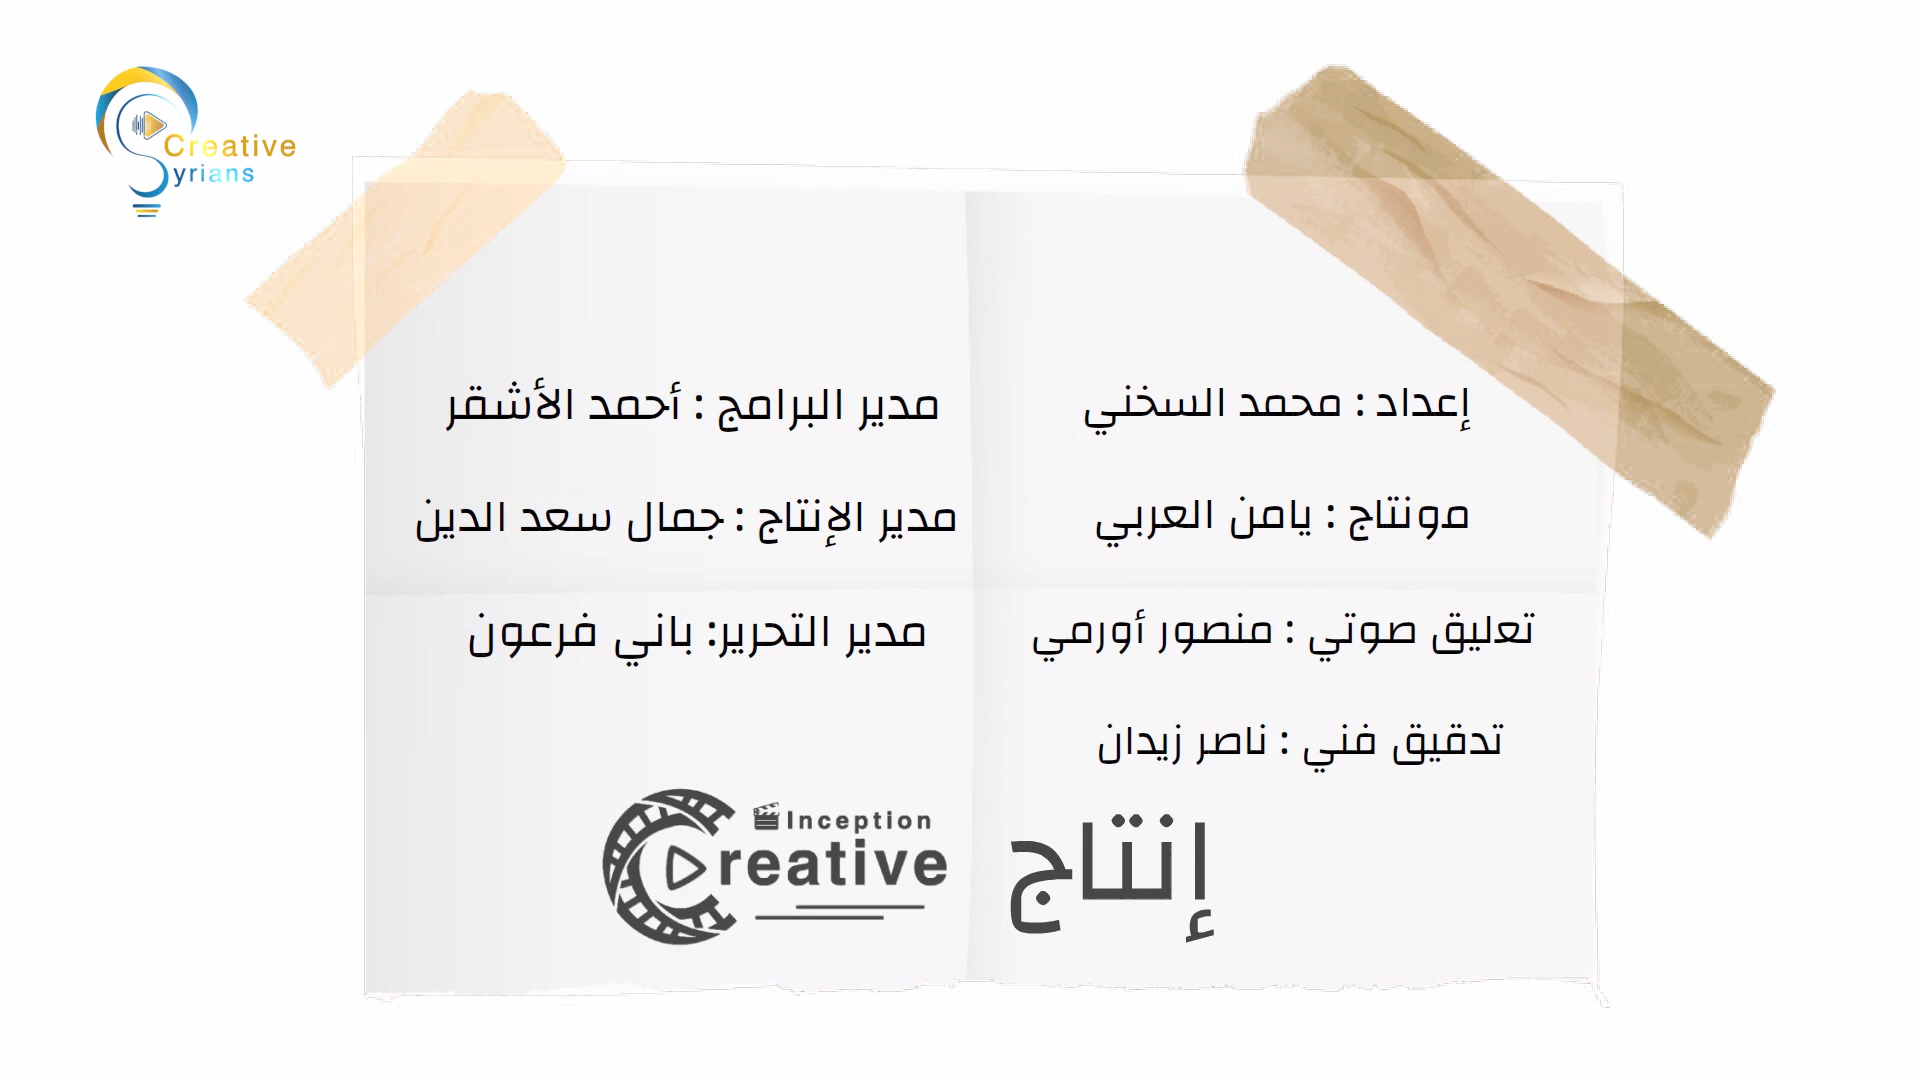 Creative
Syrians
إعداد : محمد السخني
مونتاج : يامن العربي
تعليق صوتي : منصور أورمي
تدقيق فني : ناصر زيدان
مدير البرامج : أحمد الأشقر
مدير الإنتاج : جمال سعد الدين
مدير التحرير: باني فرعون
إنتاج
Inception
Creative